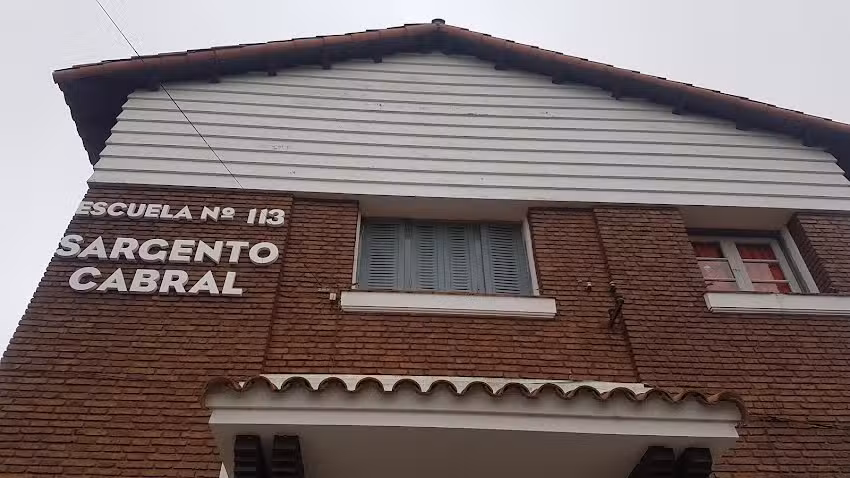 ESCUELA Nº 113
SARGENTO
CABRAL